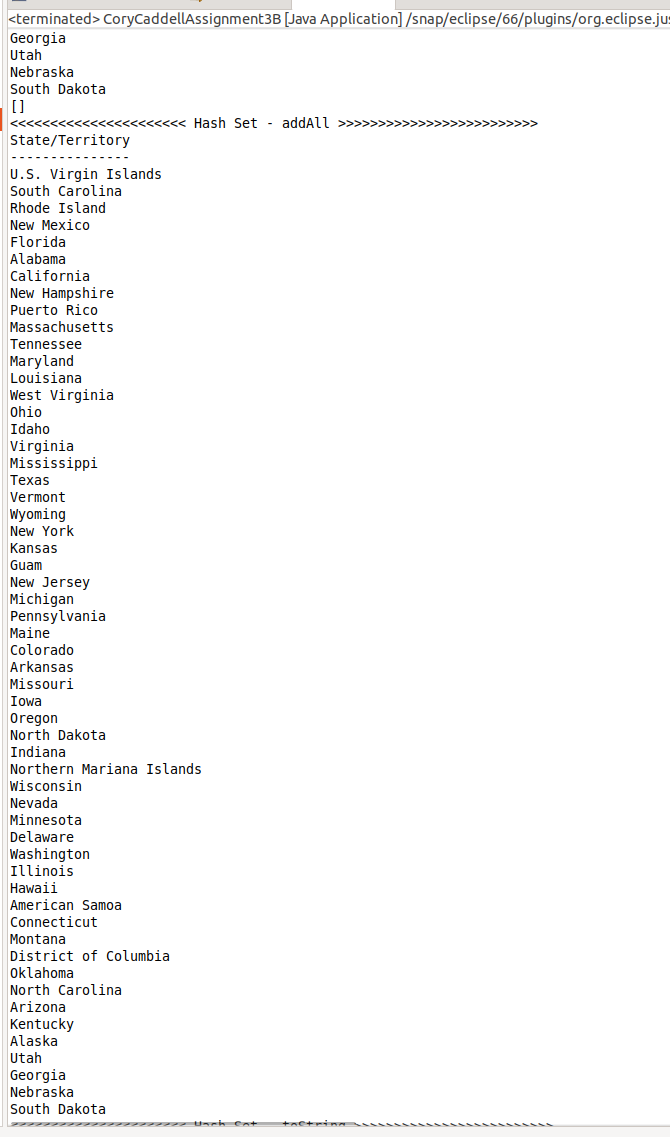 <terminated> CoryCaddellAssignment3B [Java Application] /snap/eclipse/66/plugins/org.eclipse.jus
Georgia
Utah
Nebraska
South Dakota
[]
<<<<<<<<<<<<<<<<<<<<<< Hash Set - addAll >>>>>>>>>>>>>>>>>>>>>>>>>
State/Territory
---------------
U.S. Virgin Islands
South Carolina
Rhode Island
New Mexico
Florida
Alabama
California
New Hampshire
Puerto Rico
Massachusetts
Tennessee
Maryland
Louisiana
West Virginia
Ohio
Idaho
Virginia
Mississippi
Texas
Vermont
Wyoming
New York
Kansas
Guam
New Jersey
Michigan
Pennsylvania
Maine
Colorado
Arkansas
Missouri
Iowa
Oregon
North Dakota
Indiana
Northern Mariana Islands
Wisconsin
Nevada
Minnesota
Delaware
Washington
Illinois
Hawaii
American Samoa
Connecticut
Montana
District of Columbia
Oklahoma
North Carolina
Arizona
Kentucky
Alaska
Utah
Georgia
Nebraska
South Dakota
<<<<<<<<<<<<<<<<<<<<<< Hash Set - toString >>>>>>>>>>>>>>>>>>>>>>>>>